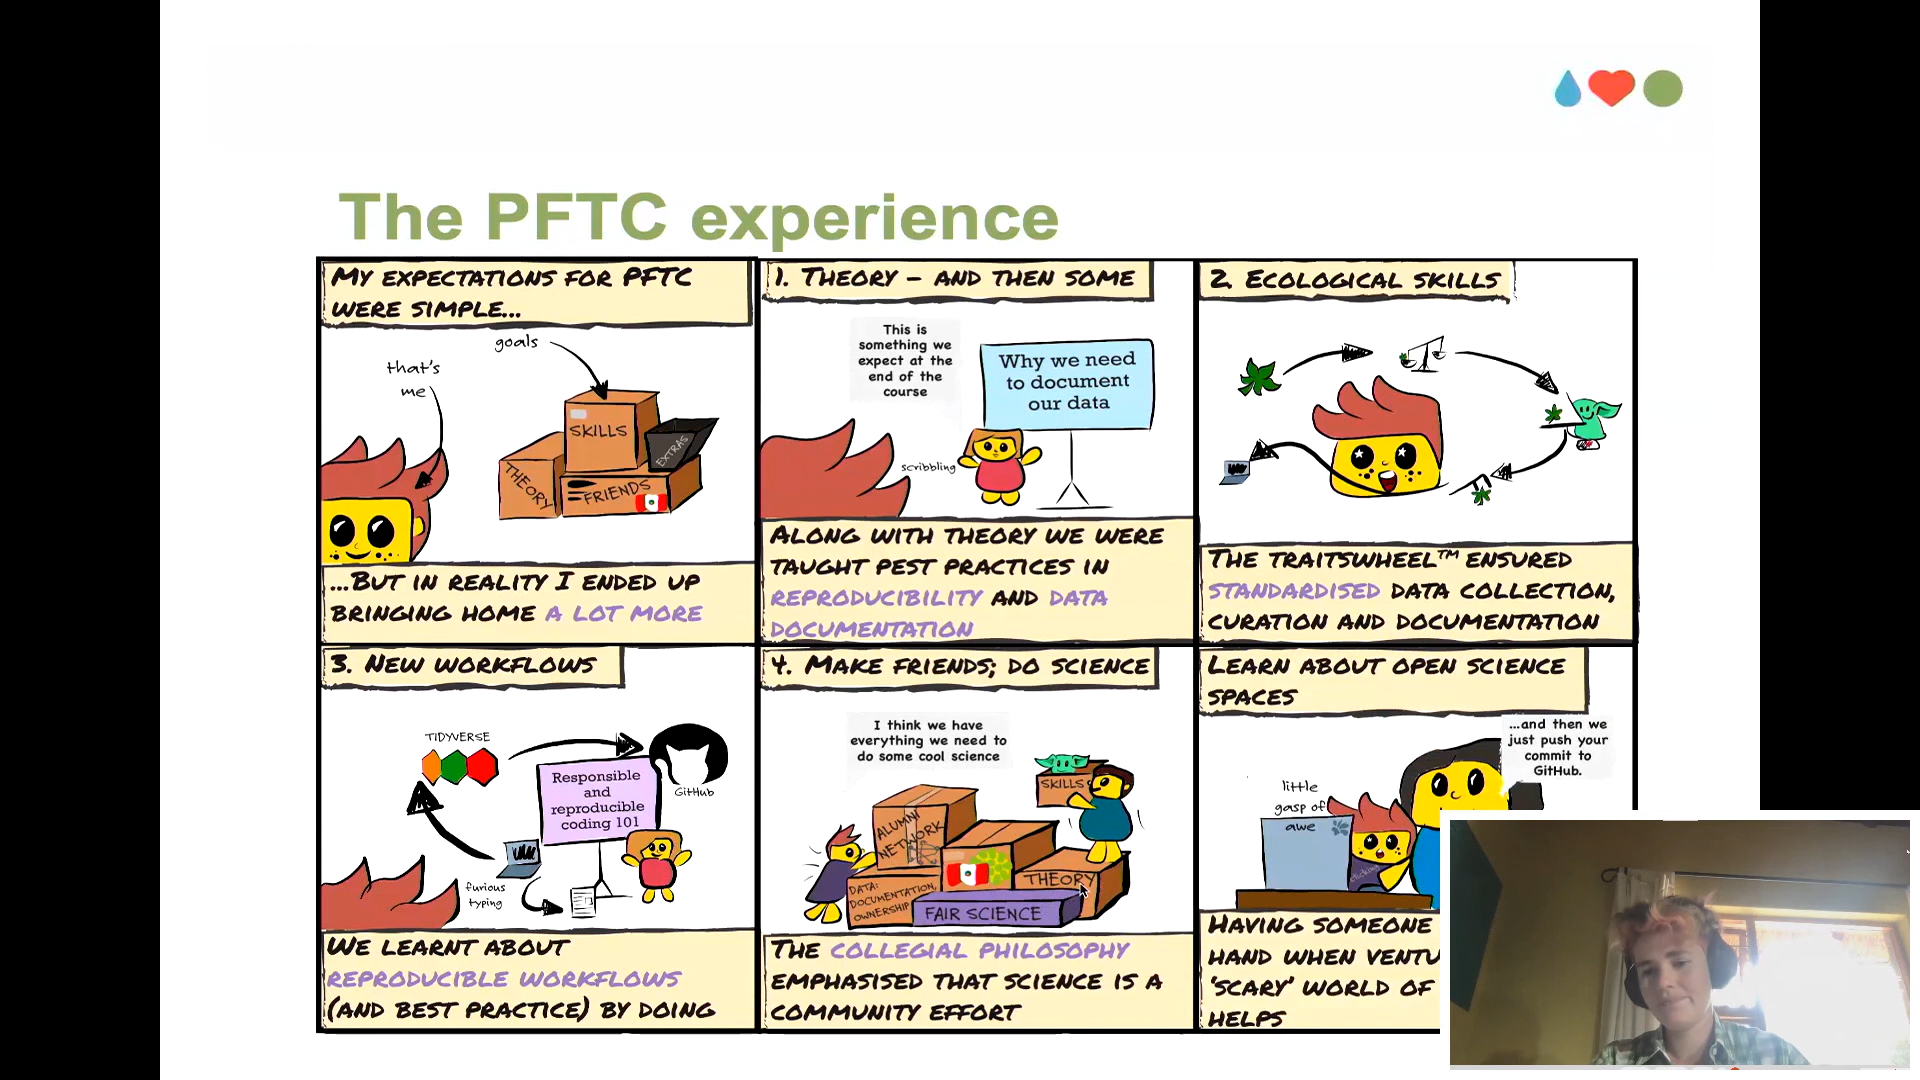 The PFTC experience
MY EXPECTATIONS FOR PFTC
WERE SIMPLE...
goals
that's
me
SKILLS
EXTRAS
THEORY
FRIENDS
...BUT IN REALITY I ENDED UP
BRINGING HOME A LOT MORE
1. THEORY - AND THEN SOME
This is
something we
expect at the
end of the
course
Why we need
to document
our data
scribbling
ALONG WITH THEORY WE WERE
TAUGHT PEST PRACTICES IN
REPRODUCIBILITY AND DATA
DOCUMENTATION
2. ECOLOGICAL SKILLS
THE TRAITSWHEEL™ ENSURED
STANDARDISED DATA COLLECTION,
CURATION AND DOCUMENTATION
3. NEW WORKFLOWS
TIDYVERSE
GitHub
Responsible
and
reproducible
coding 101
furious
typing
WE LEARNT ABOUT
REPRODUCIBLE WORKFLOWS
(AND BEST PRACTICE) BY DOING
4. MAKE FRIENDS; DO SCIENCE
I think we have
everything we need to
do some cool science
SKILLS
ALUMNI
NETWORK
THEORY
DATA:
DOCUMENTATION,
OWNERSHIP
FAIR SCIENCE
THE COLLEGIAL PHILOSOPHY
EMPHASISED THAT SCIENCE IS A
COMMUNITY EFFORT
LEARN ABOUT OPEN SCIENCE
SPACES
...and then we
just push your
commit to
GitHub.
little
gasp of
awe
HAVING SOMEONE
HAND WHEN VENTU
'SCARY' WORLD OF
HELPS